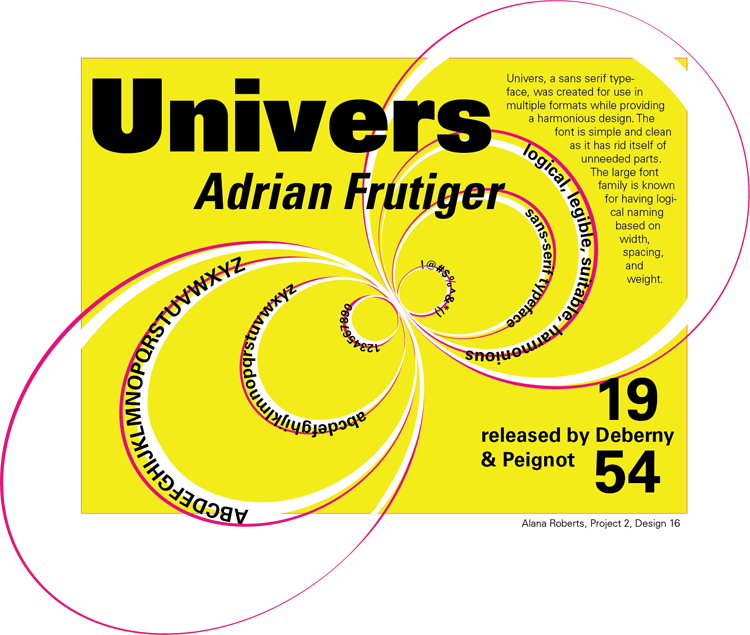 Univers
Adrian Frutiger
Univers, a sans serif type-
face, was created for use in
multiple formats while providing
a harmonious design. The
font is simple and clean
as it has rid itself of
unneeded parts.
The large font
family is known
for having logi-
cal naming
based on
width,
spacing,
and
weight.
logical, legible, suitable, harmonious
sans-serif typeface
!@#$%^&*()
1234567890
abcdefghijklmnopqrstuvwxyz
ABCDEFGHIJKLMNOPQRSTUVWXYZ
19
released by Deberny
& Peignot
54
Alana Roberts, Project 2, Design 16